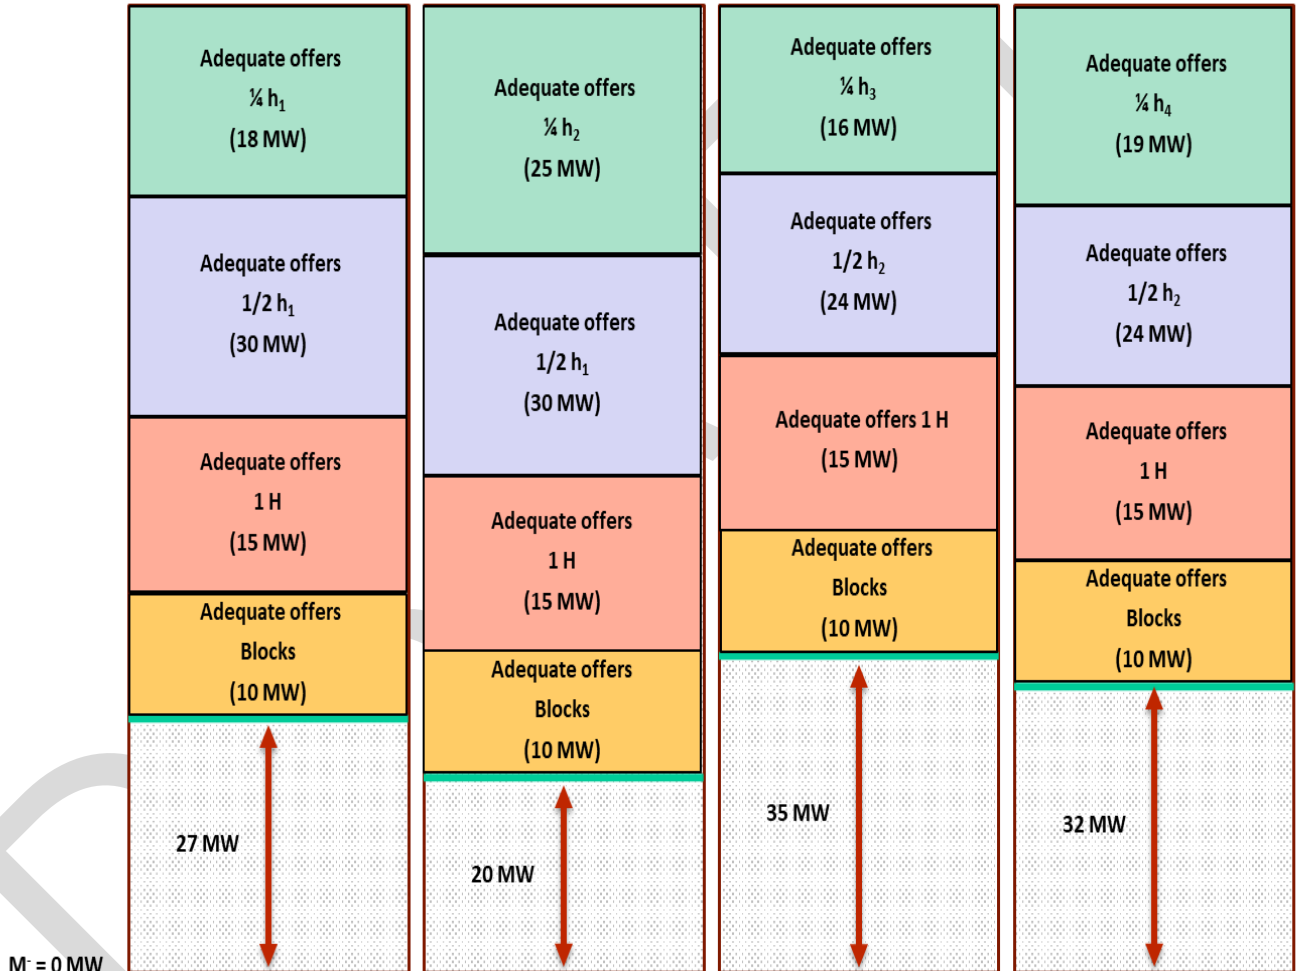 Adequate offers
¼ h₁
(18 MW)
Adequate offers
1/2 h₁
(30 MW)
Adequate offers
1 H
(15 MW)
Adequate offers
Blocks
(10 MW)
27 MW
Adequate offers
¼ h₂
(25 MW)
Adequate offers
1/2 h₁
(30 MW)
Adequate offers
1 H
(15 MW)
Adequate offers
Blocks
(10 MW)
20 MW
Adequate offers
¼ h₃
(16 MW)
Adequate offers
1/2 h₂
(24 MW)
Adequate offers 1 H
(15 MW)
Adequate offers
Blocks
(10 MW)
35 MW
Adequate offers
¼ h₄
(19 MW)
Adequate offers
1/2 h₂
(24 MW)
Adequate offers
1 H
(15 MW)
Adequate offers
Blocks
(10 MW)
32 MW
M⁻ = 0 MW